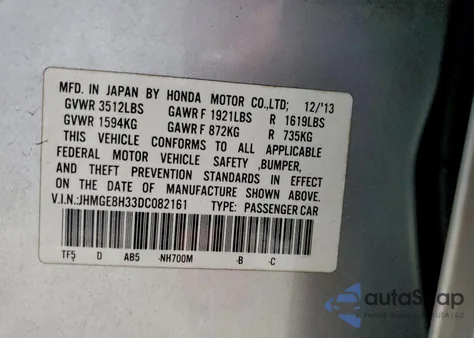 MFD. IN JAPAN BY HONDA MOTOR CO.,LTD; 12/'13
GVWR 3512LBS GAWR F 1921LBS R 1619LBS
GVWR 1594KG GAWR F 872KG R 735KG
THIS VEHICLE CONFORMS TO ALL APPLICABLE
FEDERAL MOTOR VEHICLE SAFETY ,BUMPER,
AND THEFT PREVENTION STANDARDS IN EFFECT
ON THE DATE OF MANUFACTURE SHOWN ABOVE.
V.I.N.:JHMGE8H33DC082161 TYPE: PASSENGER CAR
TF5 D AB5 -NH700M -B -C
autoSnap